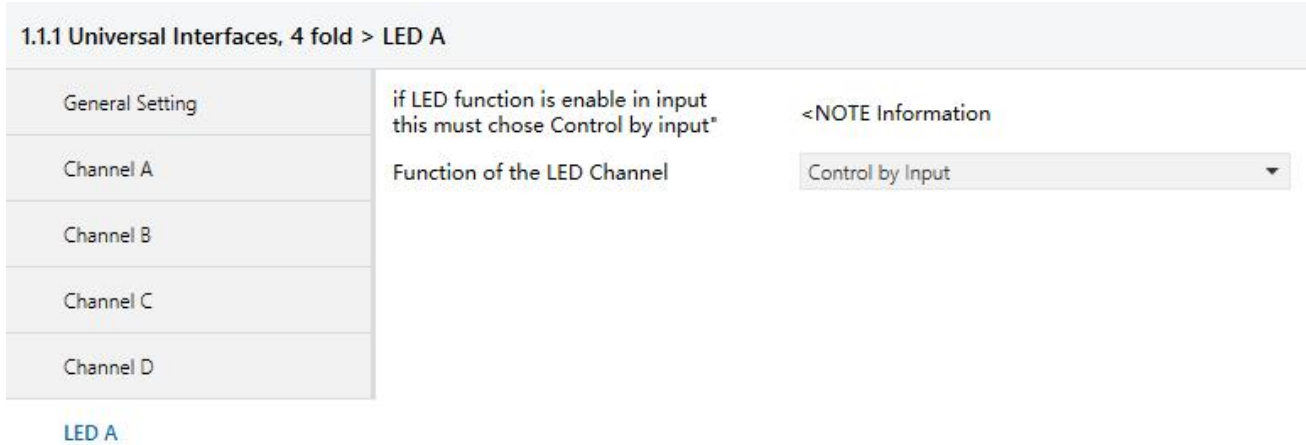 1.1.1 Universal Interfaces, 4 fold > LED A
General Setting
if LED function is enable in input
this must chose Control by input"
<NOTE Information
Channel A
Function of the LED Channel
Control by Input
Channel B
Channel C
Channel D
LED A